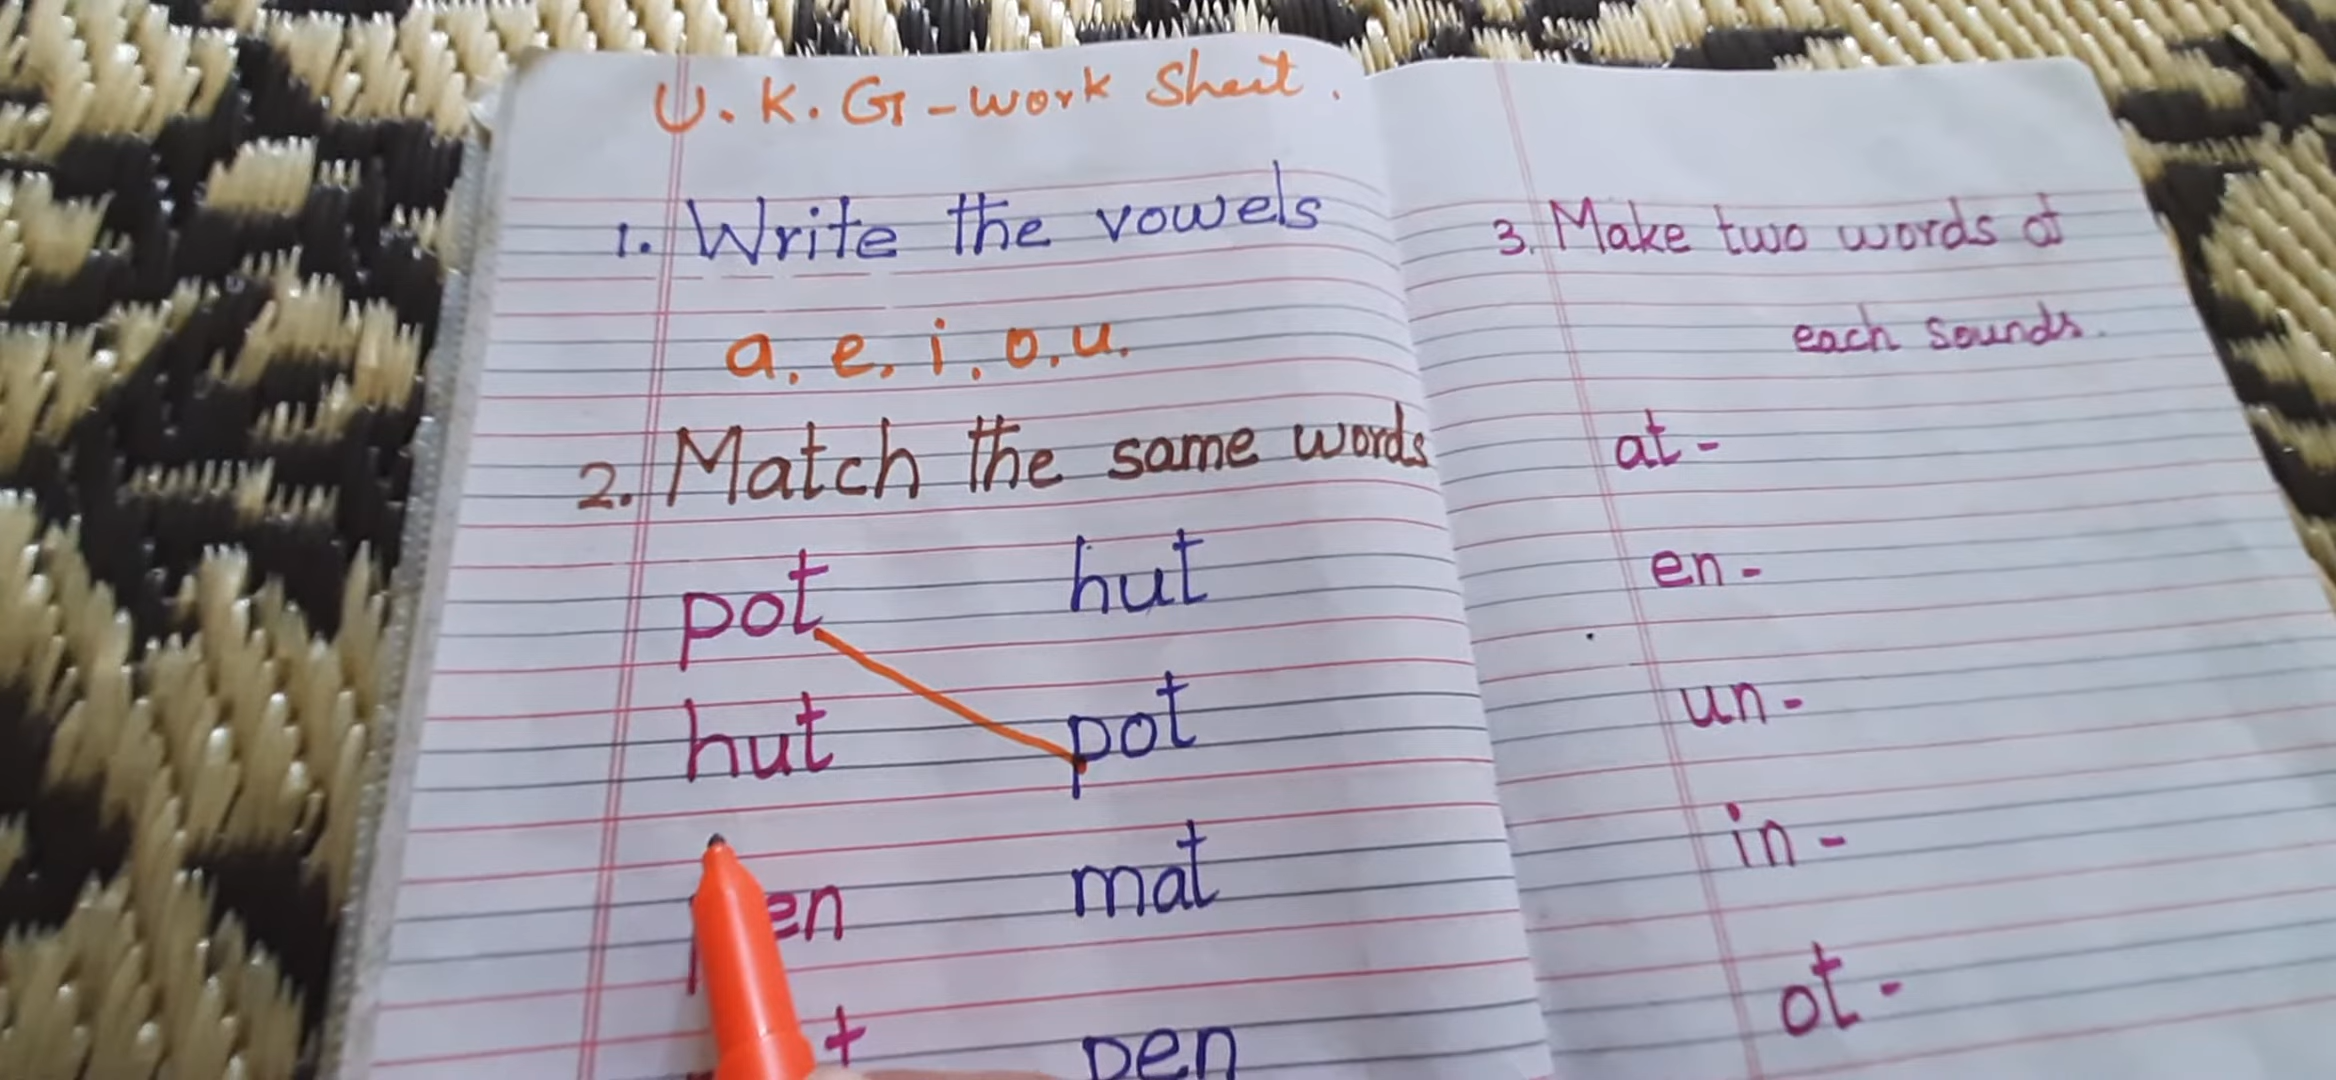 U. K. G - Work Sheet.
1. Write the vowels
a, e, i, o, u.
2. Match the same words
pot hut
hut pot
mat
pen
3. Make two words of
each sounds.
at -
en -
un -
in -
ot -